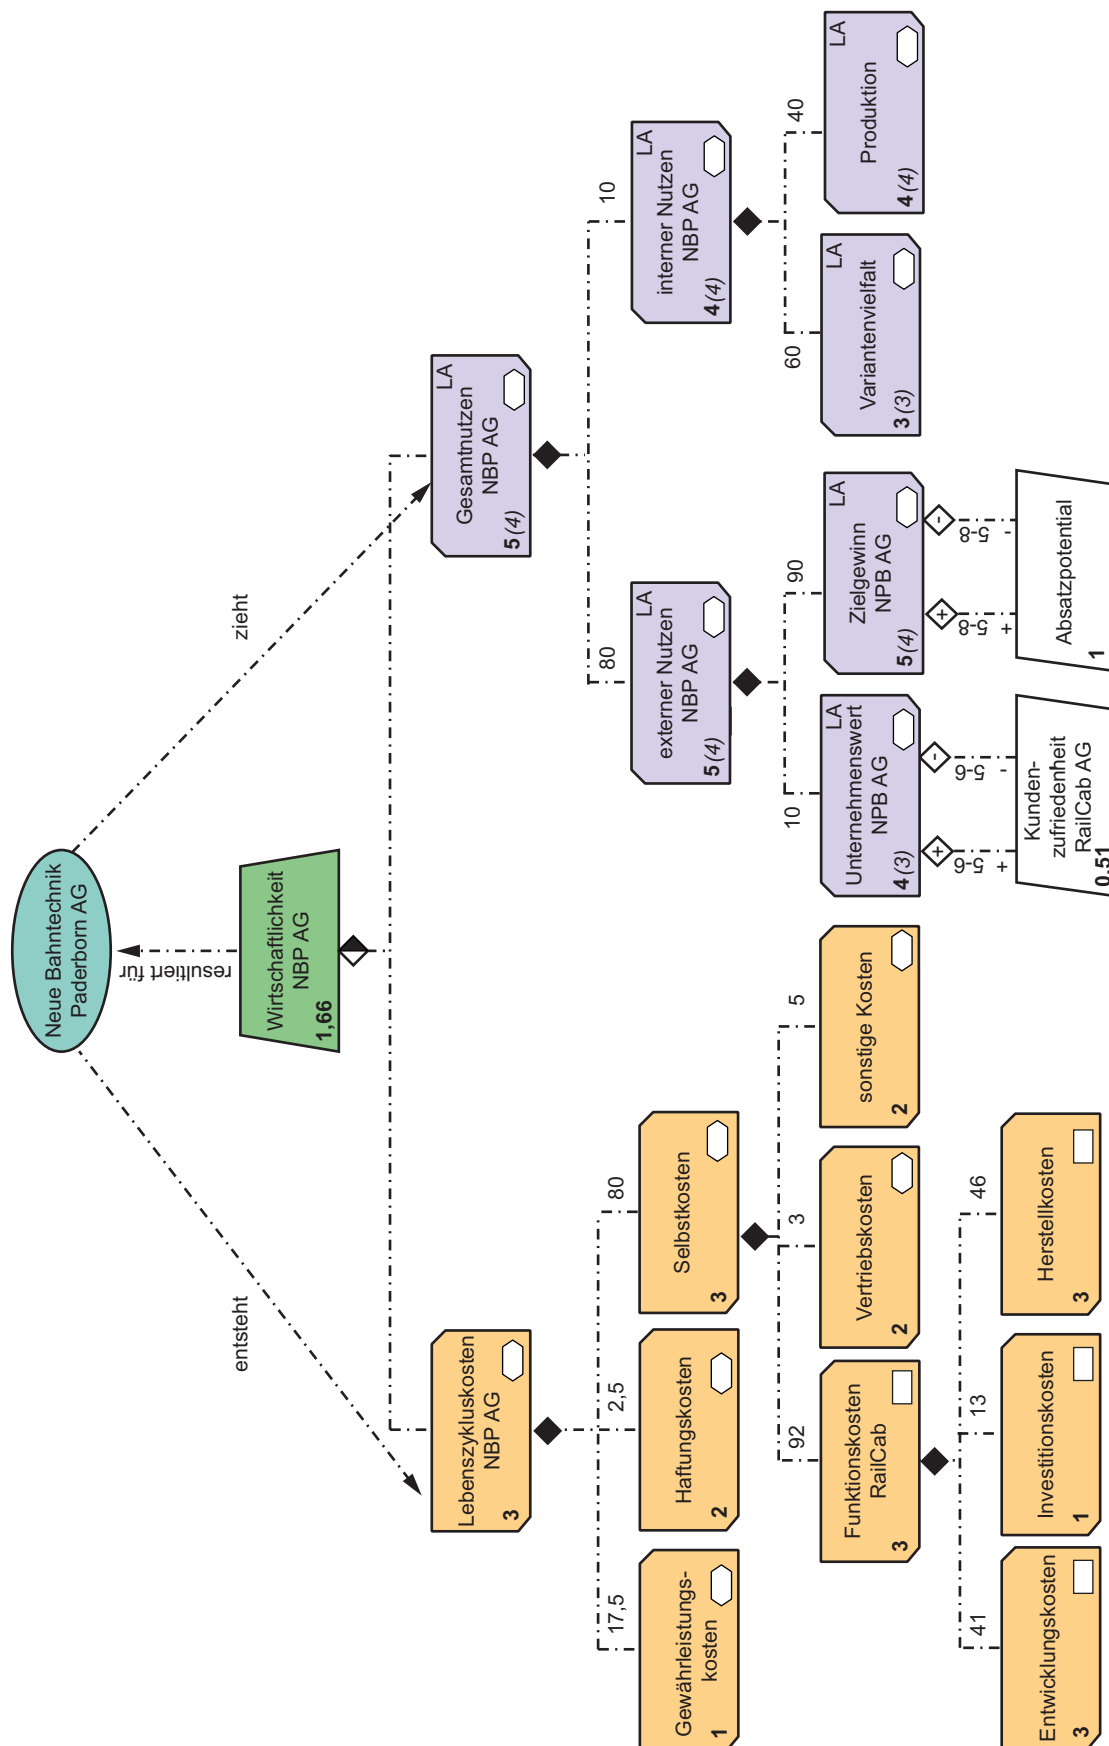 Neue Bahntechnik
Paderborn AG
entsteht
resultiert für
zieht
Wirtschaftlichkeit
NBP AG
1,66
Lebenszykluskosten
NBP AG
3
Gesamtnutzen
NBP AG
LA
5 (4)
17,5
2,5
80
80
10
Gewährleistungs-
kosten
1
Haftungskosten
2
Selbstkosten
3
externer Nutzen
NBP AG
LA
5 (4)
interner Nutzen
NBP AG
LA
4 (4)
92
3
5
10
90
60
40
Funktionskosten
RailCab
3
Vertriebskosten
2
sonstige Kosten
2
Unternehmenswert
NPB AG
LA
4 (3)
Zielgewinn
NPB AG
LA
5 (4)
Variantenvielfalt
LA
3 (3)
Produktion
LA
4 (4)
41
13
46
+
-
+
-
5-6
5-6
5-8
5-8
+
-
+
-
Entwicklungskosten
3
Investitionskosten
1
Herstellkosten
3
Kunden-
zufriedenheit
RailCab AG
0,51
Absatzpotential
1